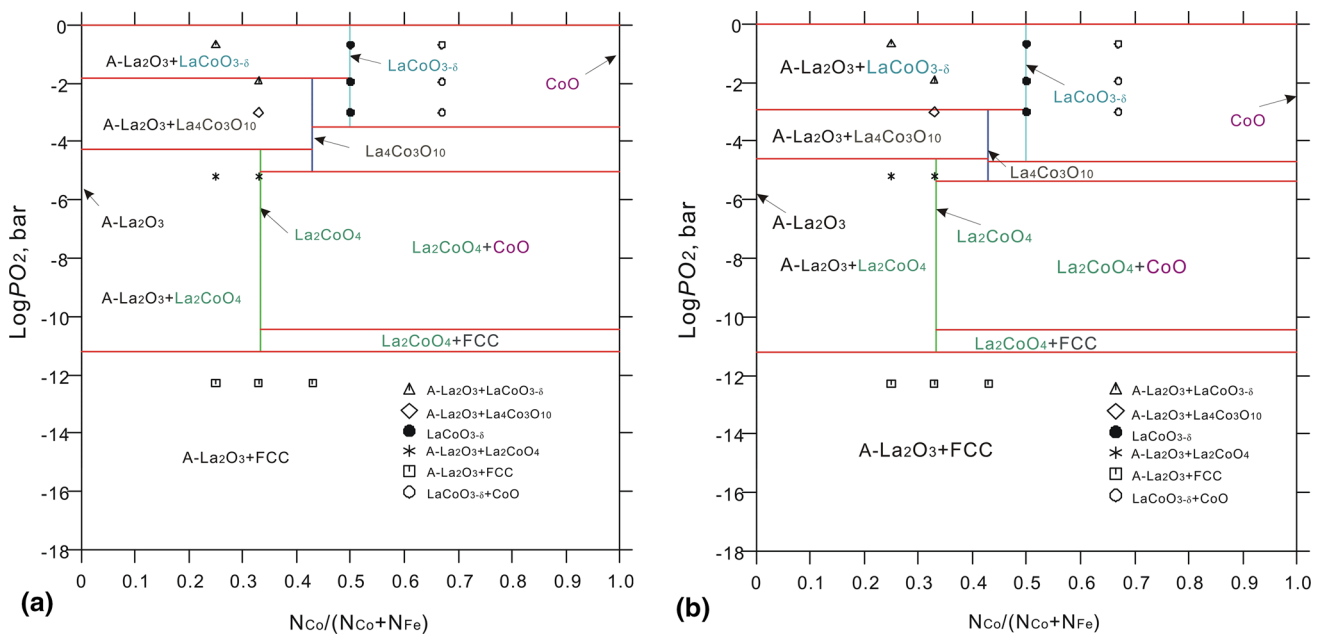 0
-2
-4
-6
-8
-10
-12
-14
-16
-18
LogPO2, bar
A-La2O3+LaCoO3-δ
LaCoO3-δ
CoO
A-La2O3+La4Co3O10
La4Co3O10
A-La2O3
La2CoO4
La2CoO4+CoO
A-La2O3+La2CoO4
La2CoO4+FCC
A-La2O3+FCC
A-La2O3+LaCoO3-δ
A-La2O3+La4Co3O10
LaCoO3-δ
A-La2O3+La2CoO4
A-La2O3+FCC
LaCoO3-δ+CoO
0 0.1 0.2 0.3 0.4 0.5 0.6 0.7 0.8 0.9 1.0
(a)
NCo/(NCo+NFe)
0
-2
-4
-6
-8
-10
-12
-14
-16
-18
LogPO2, bar
A-La2O3+LaCoO3-δ
LaCoO3-δ
CoO
A-La2O3+La4Co3O10
La4Co3O10
A-La2O3
La2CoO4
A-La2O3+La2CoO4
La2CoO4+CoO
La2CoO4+FCC
A-La2O3+FCC
A-La2O3+LaCoO3-δ
A-La2O3+La4Co3O10
LaCoO3-δ
A-La2O3+La2CoO4
A-La2O3+FCC
LaCoO3-δ+CoO
0 0.1 0.2 0.3 0.4 0.5 0.6 0.7 0.8 0.9 1.0
(b)
NCo/(NCo+NFe)